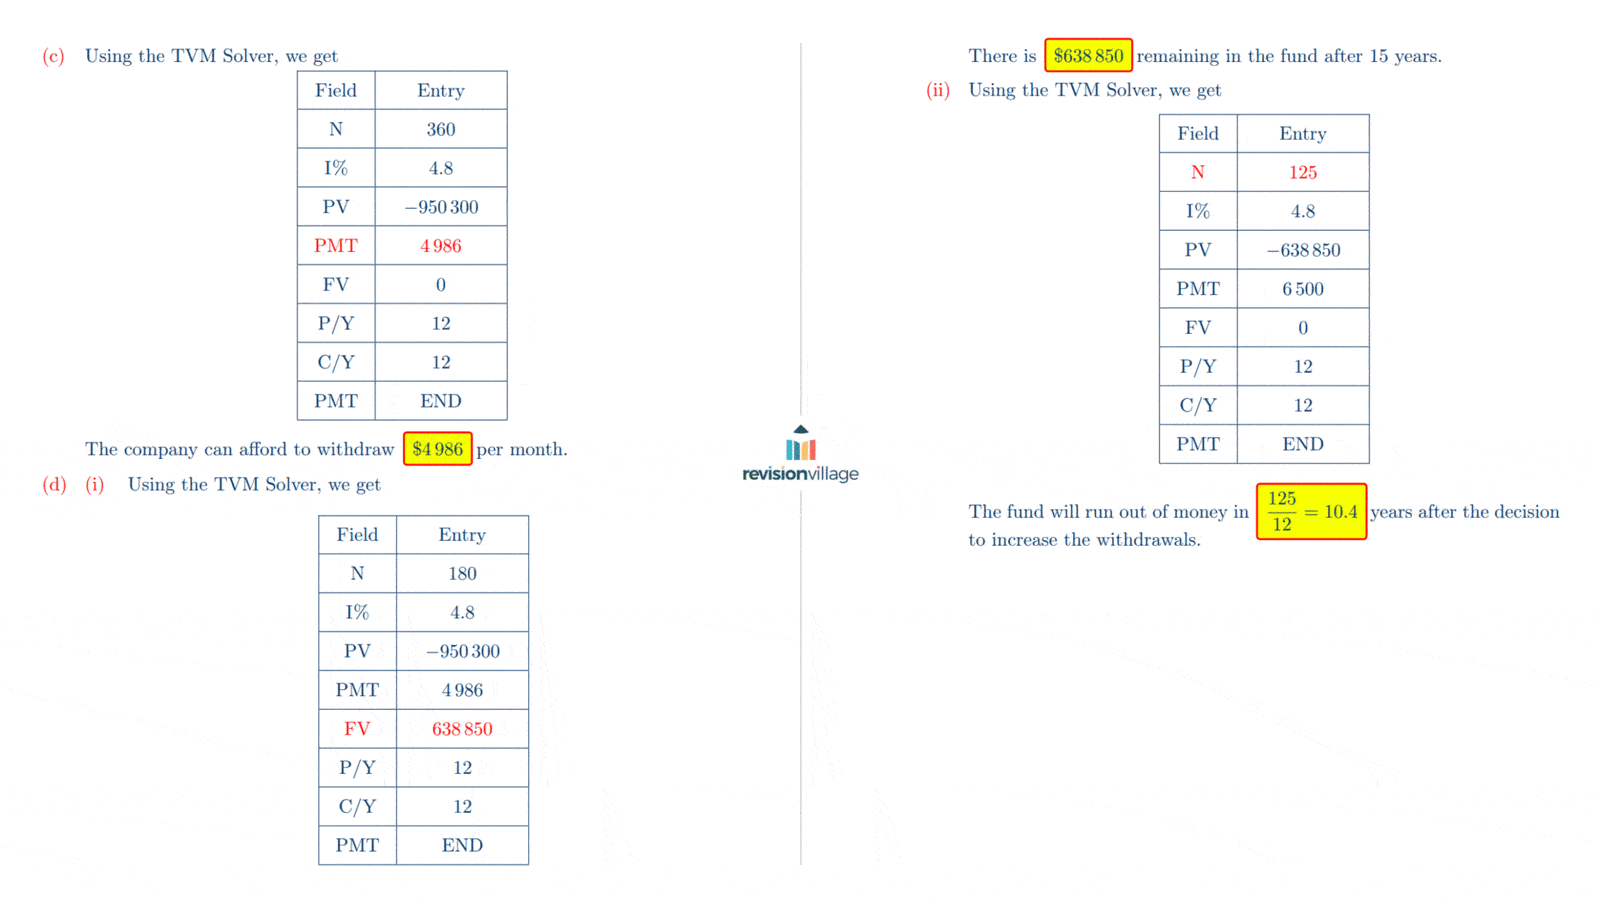 (c) Using the TVM Solver, we get
Field Entry
N 360
I% 4.8
PV −950 300
PMT 4 986
FV 0
P/Y 12
C/Y 12
PMT END
The company can afford to withdraw $4 986 per month.
(d) (i) Using the TVM Solver, we get
Field Entry
N 180
I% 4.8
PV −950 300
PMT 4 986
FV 638 850
P/Y 12
C/Y 12
PMT END
revisionvillage
There is $638 850 remaining in the fund after 15 years.
(ii) Using the TVM Solver, we get
Field Entry
N 125
I% 4.8
PV −638 850
PMT 6 500
FV 0
P/Y 12
C/Y 12
PMT END
The fund will run out of money in 125/12 = 10.4 years after the decision
to increase the withdrawals.